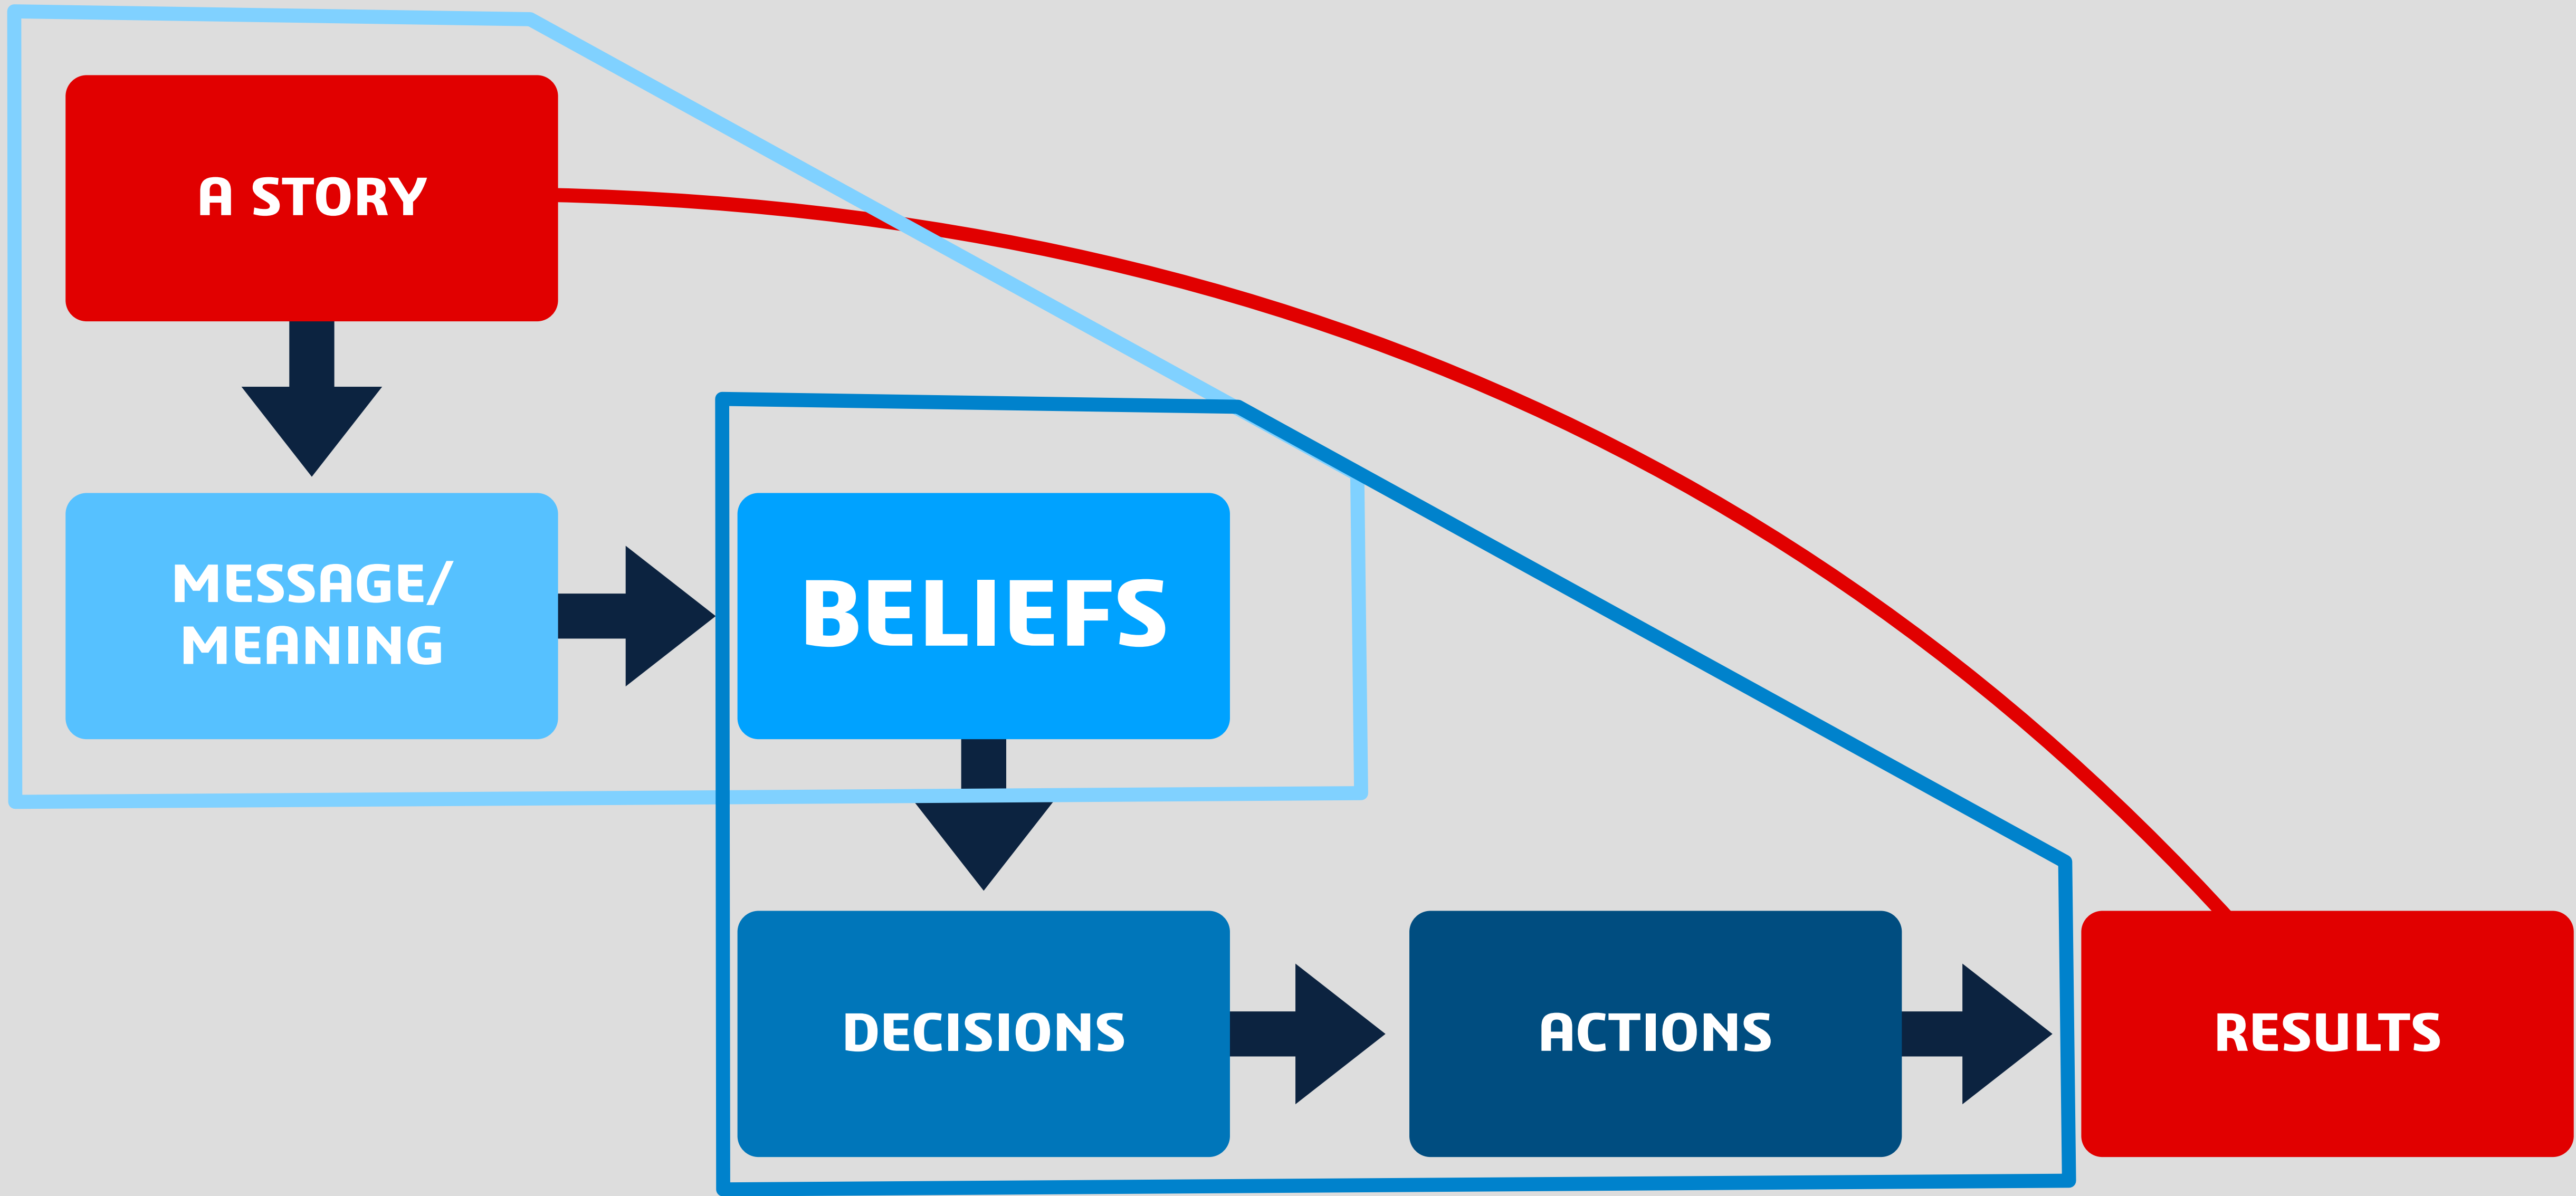 A STORY
MESSAGE/
MEANING
BELIEFS
DECISIONS
ACTIONS
RESULTS